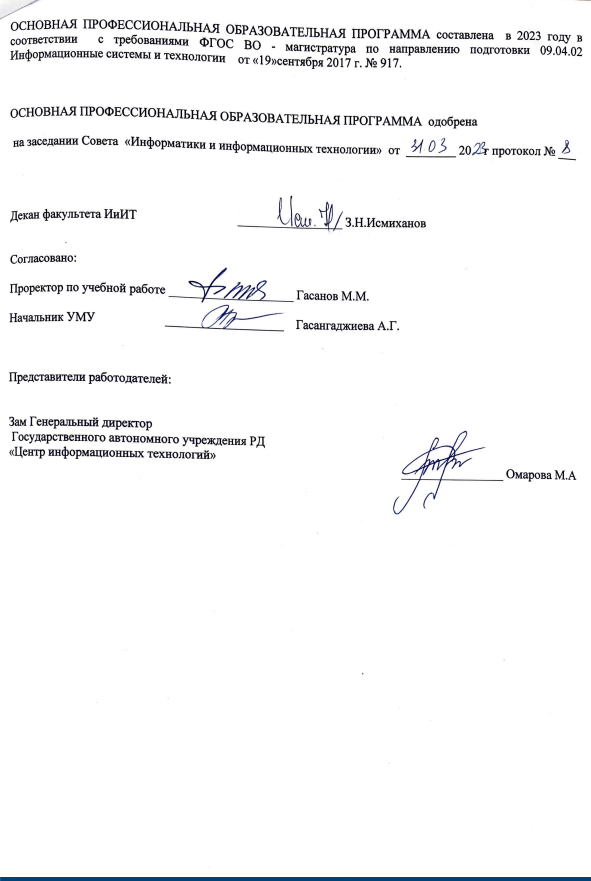 ОСНОВНАЯ ПРОФЕССИОНАЛЬНАЯ ОБРАЗОВАТЕЛЬНАЯ ПРОГРАММА составлена в 2023 году в
соответствии с требованиями ФГОС ВО - магистратура по направлению подготовки 09.04.02
Информационные системы и технологии от «19»сентября 2017 г. № 917.
ОСНОВНАЯ ПРОФЕССИОНАЛЬНАЯ ОБРАЗОВАТЕЛЬНАЯ ПРОГРАММА одобрена
на заседании Совета «Информатики и информационных технологии» от 31 03 2023г протокол № 8
Декан факультета ИиИТ З.Н.Исмиханов
Согласовано:
Проректор по учебной работе Гасанов М.М.
Начальник УМУ Гасангаджиева А.Г.
Представители работодателей:
Зам Генеральный директор
Государственного автономного учреждения РД
«Центр информационных технологий»
Омарова М.А